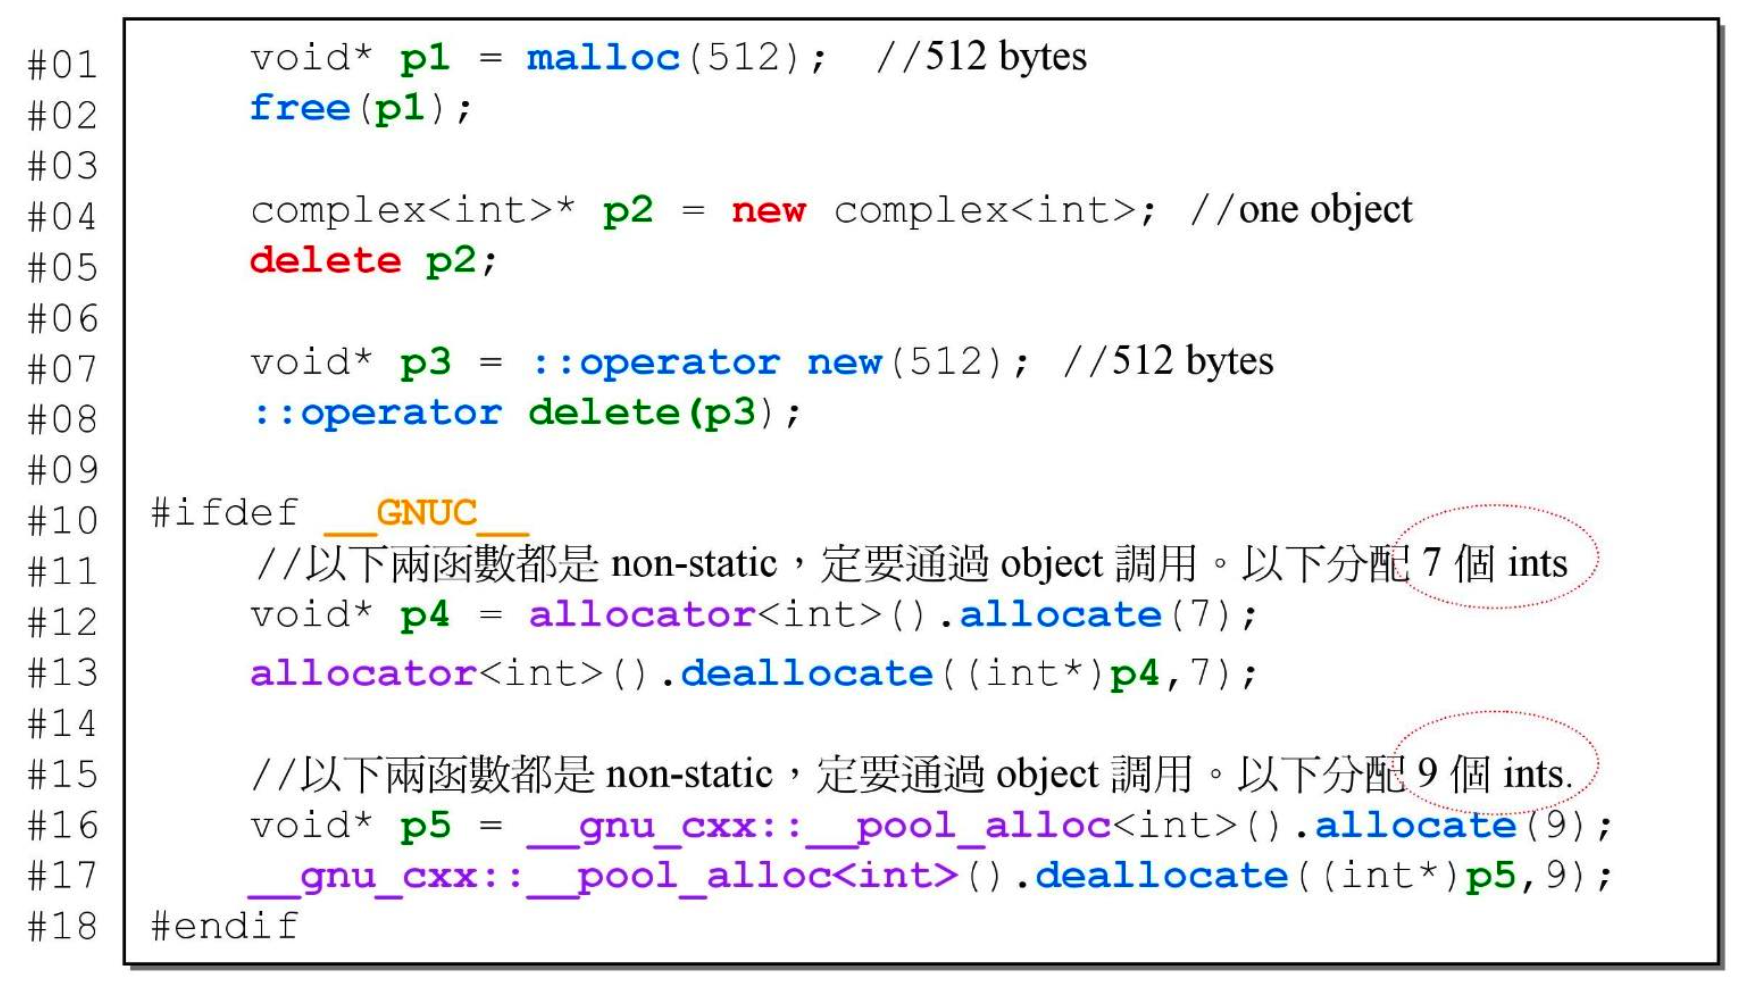 #01 void* p1 = malloc(512); //512 bytes
#02 free(p1);
#03
#04 complex<int>* p2 = new complex<int>; //one object
#05 delete p2;
#06
#07 void* p3 = ::operator new(512); //512 bytes
#08 ::operator delete(p3);
#09
#10 #ifdef __GNUC__
#11 //以下兩函數都是 non-static，定要通過 object 調用。以下分配 7 個 ints
#12 void* p4 = allocator<int>().allocate(7);
#13 allocator<int>().deallocate((int*)p4,7);
#14
#15 //以下兩函數都是 non-static，定要通過 object 調用。以下分配 9 個 ints.
#16 void* p5 = __gnu_cxx::__pool_alloc<int>().allocate(9);
#17 __gnu_cxx::__pool_alloc<int>().deallocate((int*)p5,9);
#18 #endif